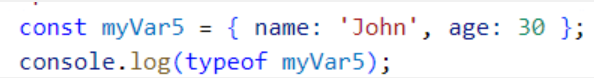 const myVar5 = { name: 'John', age: 30 };
console.log(typeof myVar5);